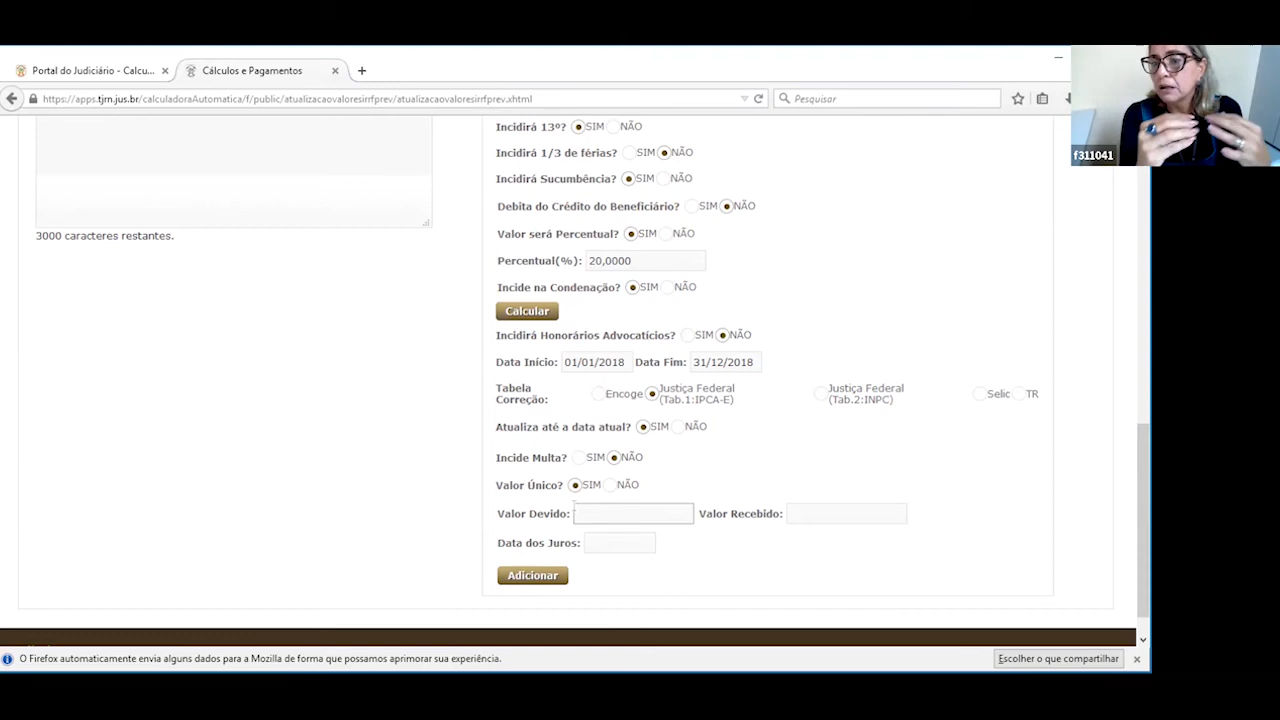 Portal do Judiciário - Calcu...
Cálculos e Pagamentos
https://apps.tjrn.jus.br/calculadoraAutomatica/f/public/atualizacaovaloresirrfprev/atualizacaovaloresirrfprev.xhtml
Pesquisar
f311041
Incidirá 13º? SIM NÃO
Incidirá 1/3 de férias? SIM NÃO
Incidirá Sucumbência? SIM NÃO
Debita do Crédito do Beneficiário? SIM NÃO
3000 caracteres restantes.
Valor será Percentual? SIM NÃO
Percentual(%): 20,0000
Incide na Condenação? SIM NÃO
Calcular
Incidirá Honorários Advocatícios? SIM NÃO
Data Início: 01/01/2018 Data Fim: 31/12/2018
Tabela Correção: Encoge Justiça Federal (Tab.1:IPCA-E) Justiça Federal (Tab.2:INPC) Selic TR
Atualiza até a data atual? SIM NÃO
Incide Multa? SIM NÃO
Valor Único? SIM NÃO
Valor Devido: Valor Recebido:
Data dos Juros:
Adicionar
O Firefox automaticamente envia alguns dados para a Mozilla de forma que possamos aprimorar sua experiência.
Escolher o que compartilhar